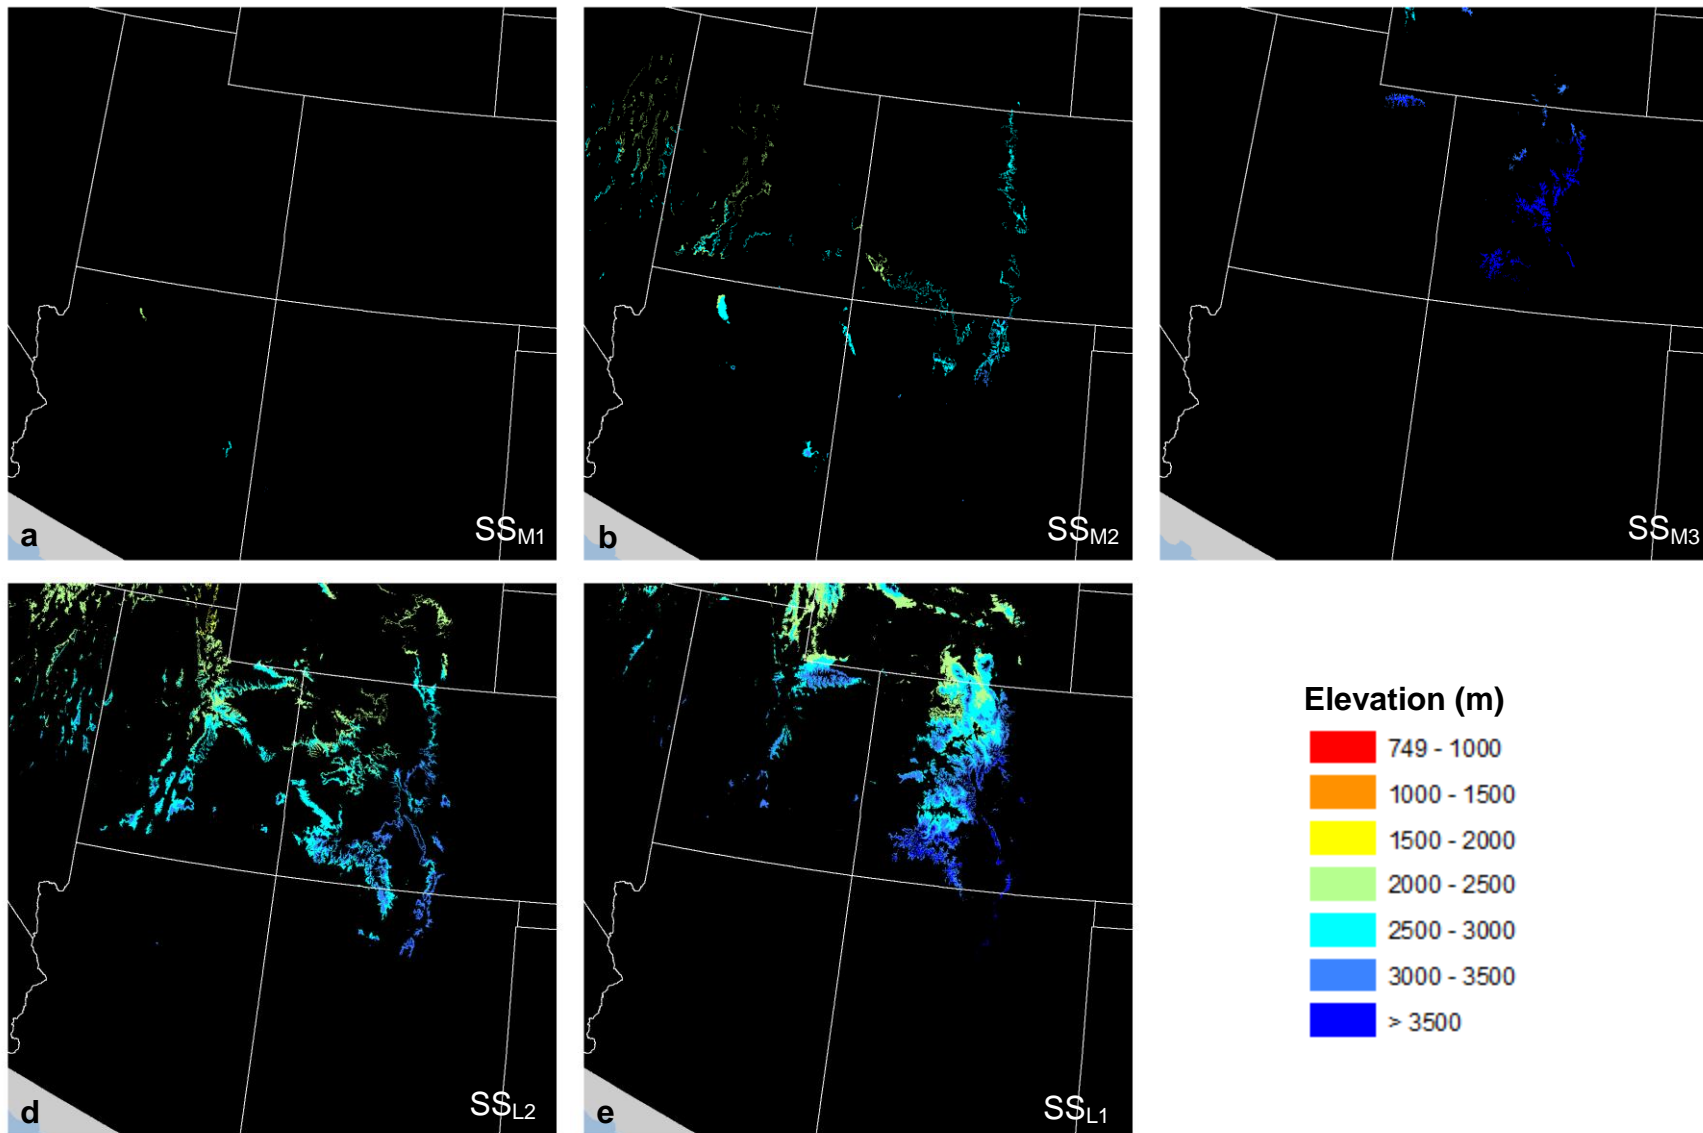 a
SSM1
b
SSM2
SSM3
d
SSL2
e
SSL1
Elevation (m)
749 - 1000
1000 - 1500
1500 - 2000
2000 - 2500
2500 - 3000
3000 - 3500
> 3500